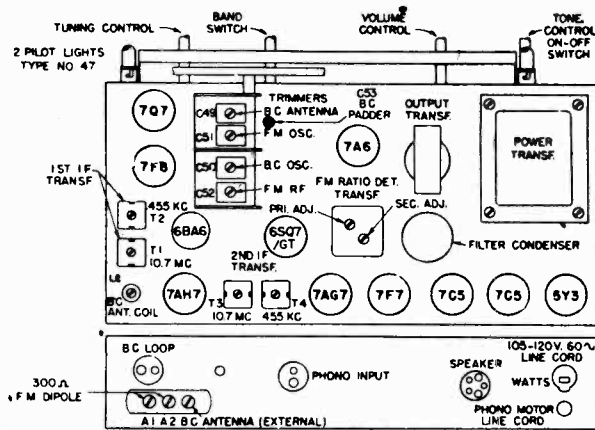 TUNING CONTROL
BAND
SWITCH
VOLUME
CONTROL
TONE
CONTROL
ON-OFF
SWITCH
2 PILOT LIGHTS
TYPE NO 47
7Q7
C49
TRIMMERS
BC ANTENNA
C51
FM OSC.
C53
BC
PADDER
7A6
OUTPUT
TRANSF.
POWER
TRANSF.
7F8
C50
BC OSC.
C52
FM RF
1ST IF
TRANSF.
455 KC
T2
T1
10.7 MC
6BA6
6SQ7
/GT
FM RATIO DET.
TRANSF.
PRI. ADJ.
SEC. ADJ.
FILTER CONDENSER
2ND IF
TRANSF.
L2
BC
ANT. COIL
7AH7
T3
10.7 MC
T4
455 KC
7AG7
7F7
7C5
7C5
5Y3
BC LOOP
PHONO INPUT
SPEAKER
105-120V. 60~
LINE CORD
WATTS
PHONO MOTOR
LINE CORD
300Ω
FM DIPOLE
A1 A2 BC ANTENNA (EXTERNAL)